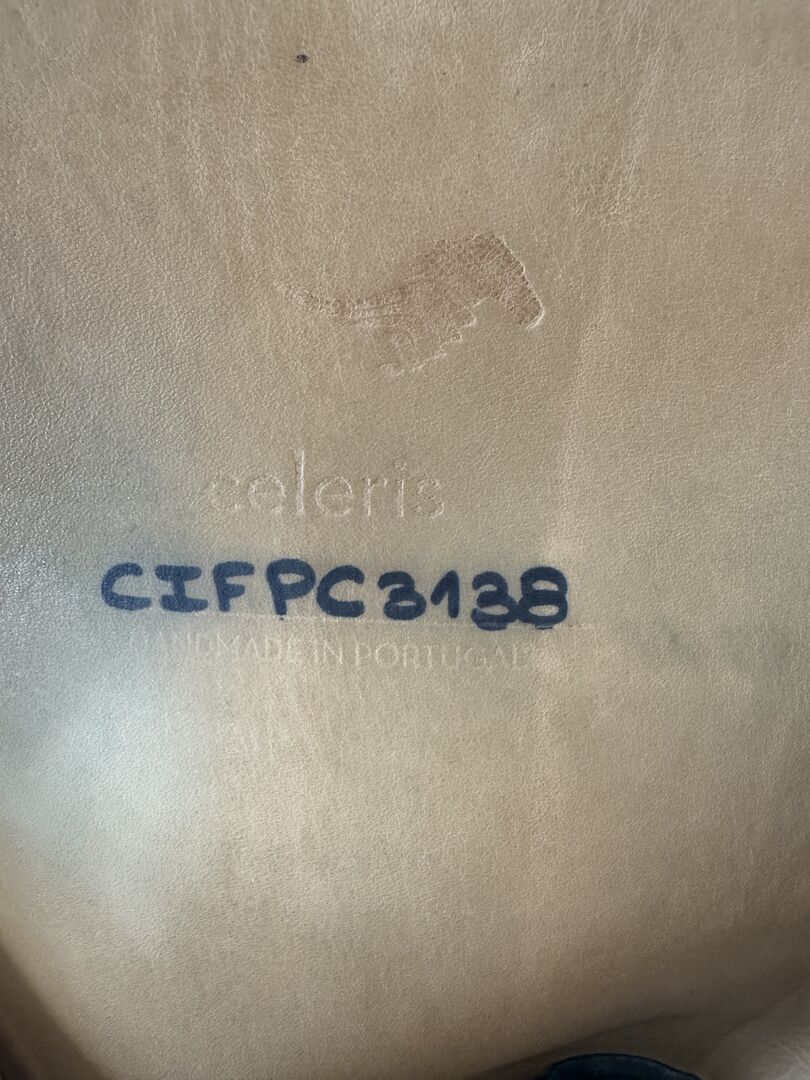 celeris
CIFPC3138
HANDMADE IN PORTUGAL